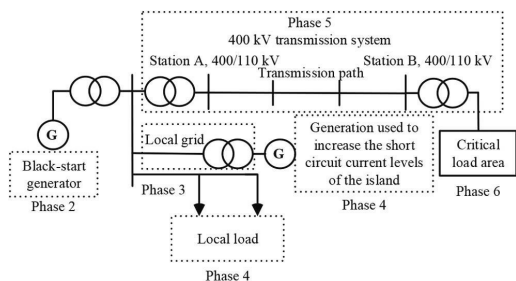 Phase 5
400 kV transmission system
Station A, 400/110 kV
Station B, 400/110 kV
Transmission path
G
Black-start
generator
Phase 2
Local grid
G
Phase 3
Generation used to
increase the short
circuit current levels
of the island
Phase 4
Critical
load area
Phase 6
Local load
Phase 4